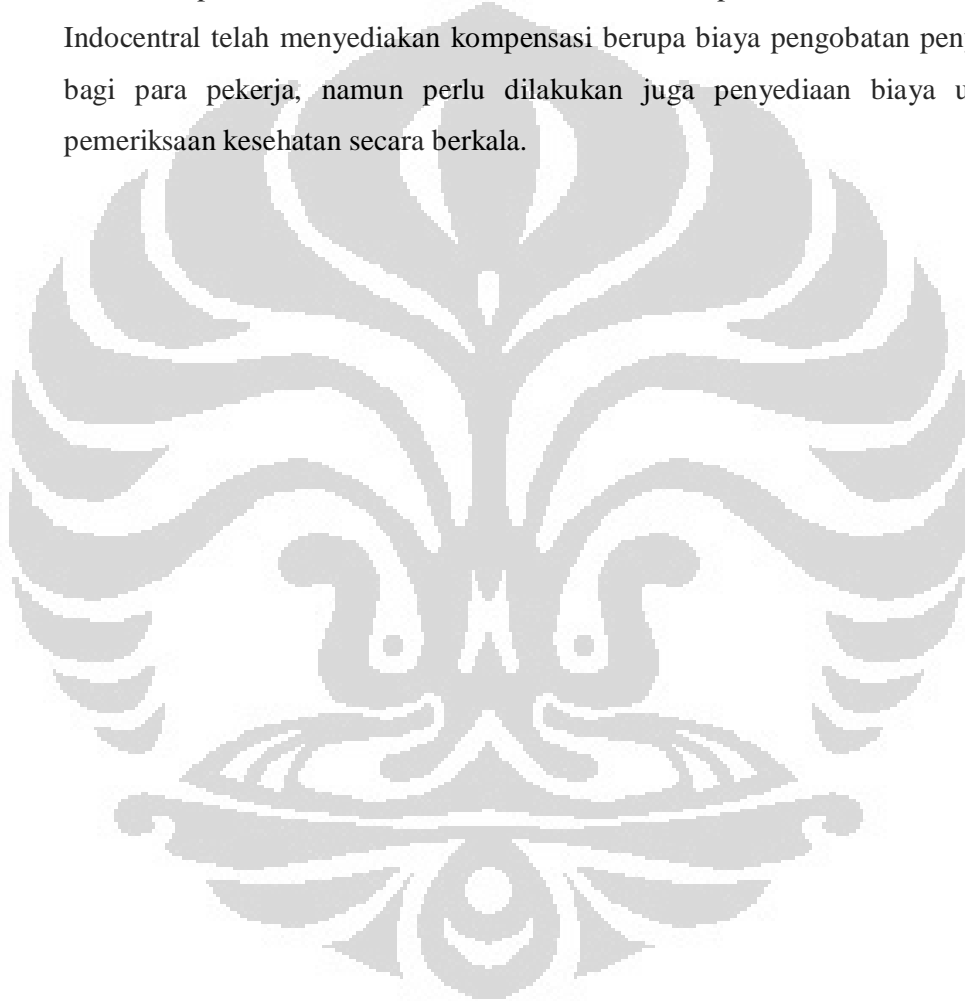 Indocentral telah menyediakan kompensasi berupa biaya pengobatan
bagi para pekerja, namun perlu dilakukan juga penyediaan biaya
pemeriksaan kesehatan secara berkala.